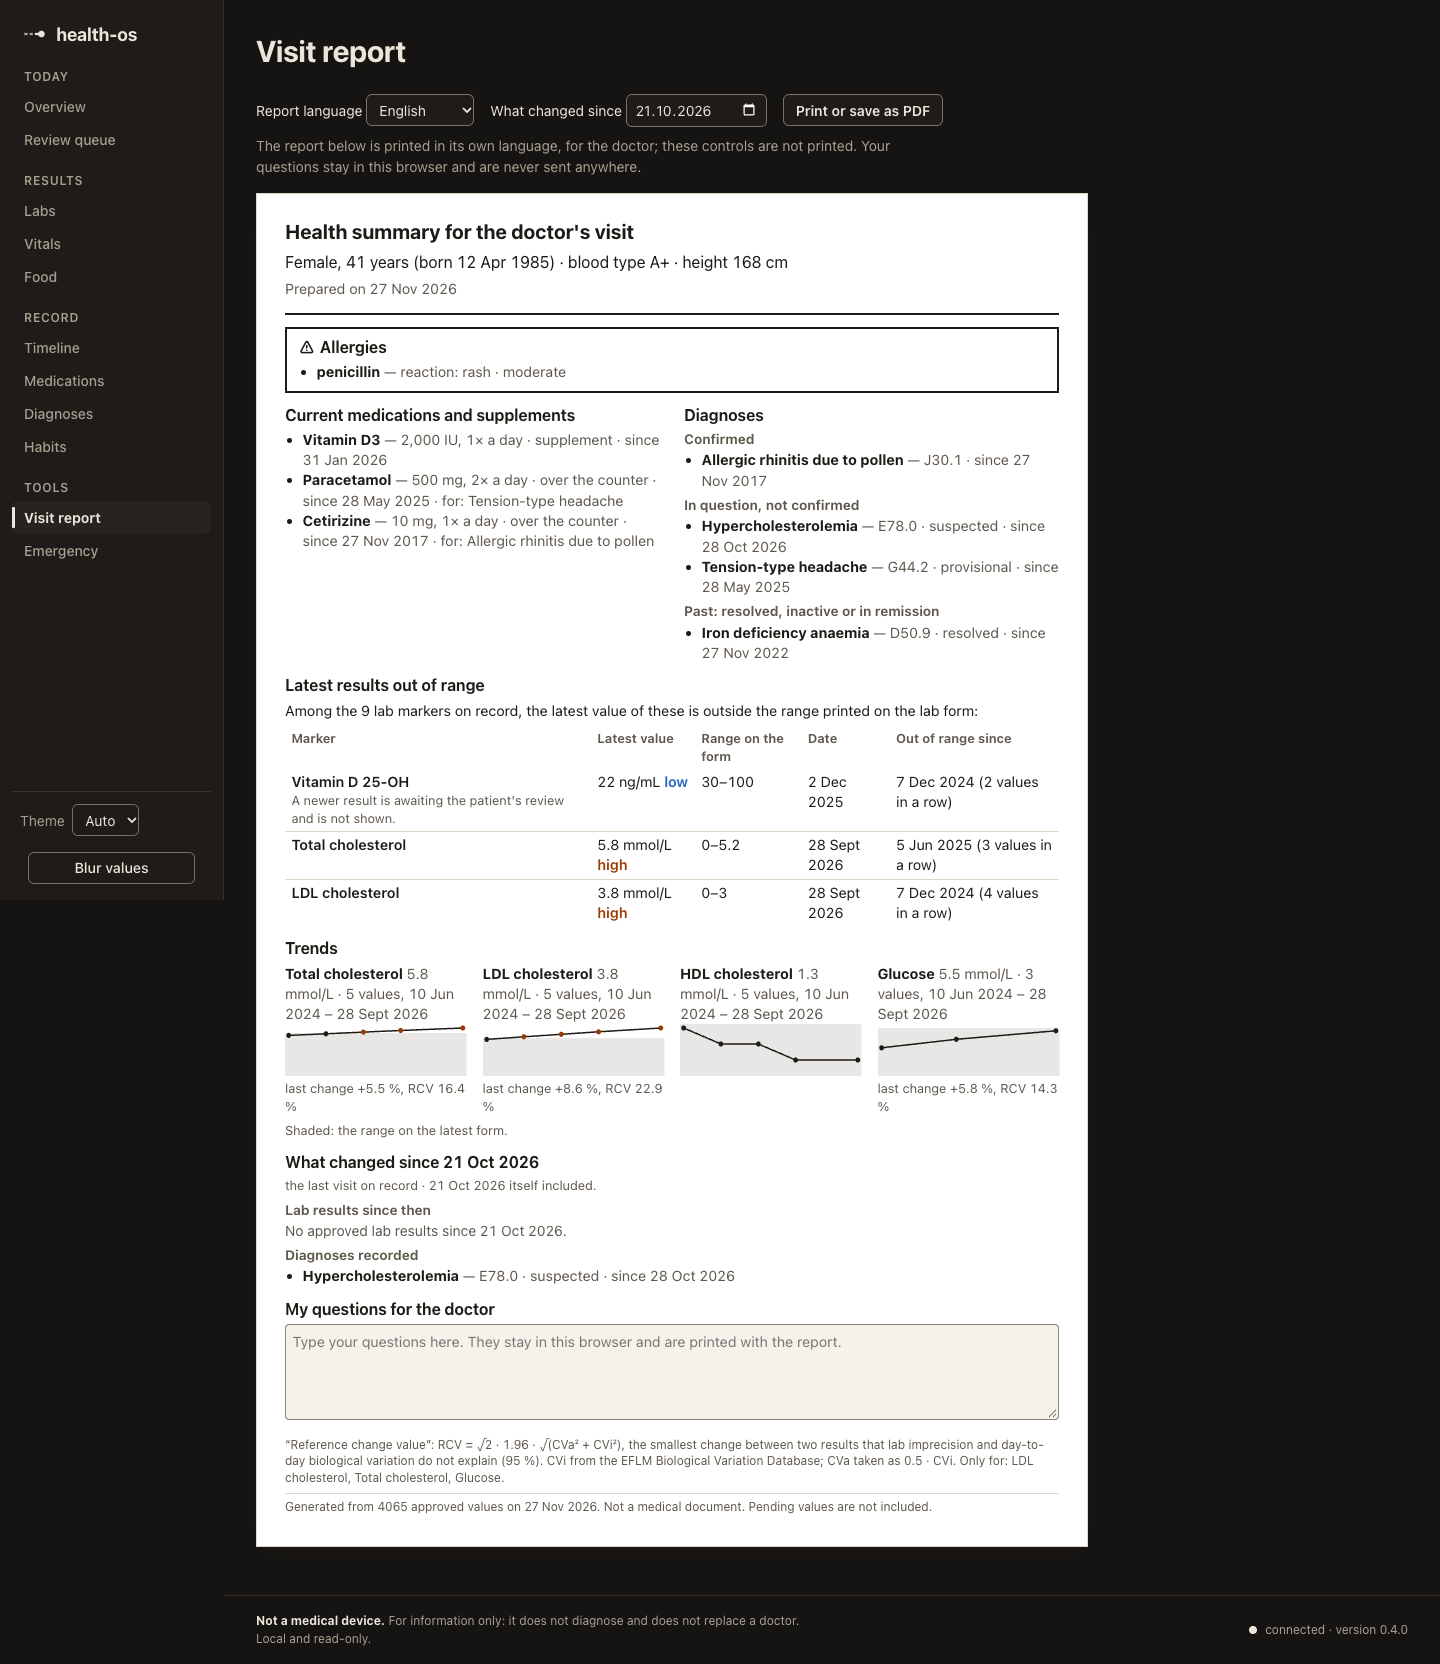 health-os
TODAY
Overview
Review queue
RESULTS
Labs
Vitals
Food
RECORD
Timeline
Medications
Diagnoses
Habits
TOOLS
Visit report
Emergency
Theme Auto
Blur values
Visit report
Report language English What changed since 21.10.2026 Print or save as PDF
The report below is printed in its own language, for the doctor; these controls are not printed. Your
questions stay in this browser and are never sent anywhere.
Health summary for the doctor's visit
Female, 41 years (born 12 Apr 1985) · blood type A+ · height 168 cm
Prepared on 27 Nov 2026
Allergies
• penicillin — reaction: rash · moderate
Current medications and supplements
• Vitamin D3 — 2,000 IU, 1× a day · supplement · since
31 Jan 2026
• Paracetamol — 500 mg, 2× a day · over the counter ·
since 28 May 2025 · for: Tension-type headache
• Cetirizine — 10 mg, 1× a day · over the counter ·
since 27 Nov 2017 · for: Allergic rhinitis due to pollen
Diagnoses
Confirmed
• Allergic rhinitis due to pollen — J30.1 · since 27
Nov 2017
In question, not confirmed
• Hypercholesterolemia — E78.0 · suspected · since
28 Oct 2026
• Tension-type headache — G44.2 · provisional · since
28 May 2025
Past: resolved, inactive or in remission
• Iron deficiency anaemia — D50.9 · resolved · since
27 Nov 2022
Latest results out of range
Among the 9 lab markers on record, the latest value of these is outside the range printed on the lab form:
Marker Latest value Range on the form Date Out of range since
Vitamin D 25-OH 22 ng/mL low 30–100 2 Dec 2025 7 Dec 2024 (2 values in a row)
A newer result is awaiting the patient's review
and is not shown.
Total cholesterol 5.8 mmol/L high 0–5.2 28 Sept 2026 5 Jun 2025 (3 values in a row)
LDL cholesterol 3.8 mmol/L high 0–3 28 Sept 2026 7 Dec 2024 (4 values in a row)
Trends
Total cholesterol 5.8
mmol/L · 5 values, 10 Jun
2024 – 28 Sept 2026
last change +5.5 %, RCV 16.4
%
LDL cholesterol 3.8
mmol/L · 5 values, 10 Jun
2024 – 28 Sept 2026
last change +8.6 %, RCV 22.9
%
HDL cholesterol 1.3
mmol/L · 5 values, 10 Jun
2024 – 28 Sept 2026
Glucose 5.5 mmol/L · 3
values, 10 Jun 2024 – 28
Sept 2026
last change +5.8 %, RCV 14.3
%
Shaded: the range on the latest form.
What changed since 21 Oct 2026
the last visit on record · 21 Oct 2026 itself included.
Lab results since then
No approved lab results since 21 Oct 2026.
Diagnoses recorded
• Hypercholesterolemia — E78.0 · suspected · since 28 Oct 2026
My questions for the doctor
Type your questions here. They stay in this browser and are printed with the report.
“Reference change value”: RCV = √2 · 1.96 · √(CVa² + CVi²), the smallest change between two results that lab imprecision and day-to-
day biological variation do not explain (95 %). CVi from the EFLM Biological Variation Database; CVa taken as 0.5 · CVi. Only for: LDL
cholesterol, Total cholesterol, Glucose.
Generated from 4065 approved values on 27 Nov 2026. Not a medical document. Pending values are not included.
Not a medical device. For information only: it does not diagnose and does not replace a doctor.
Local and read-only.
connected · version 0.4.0